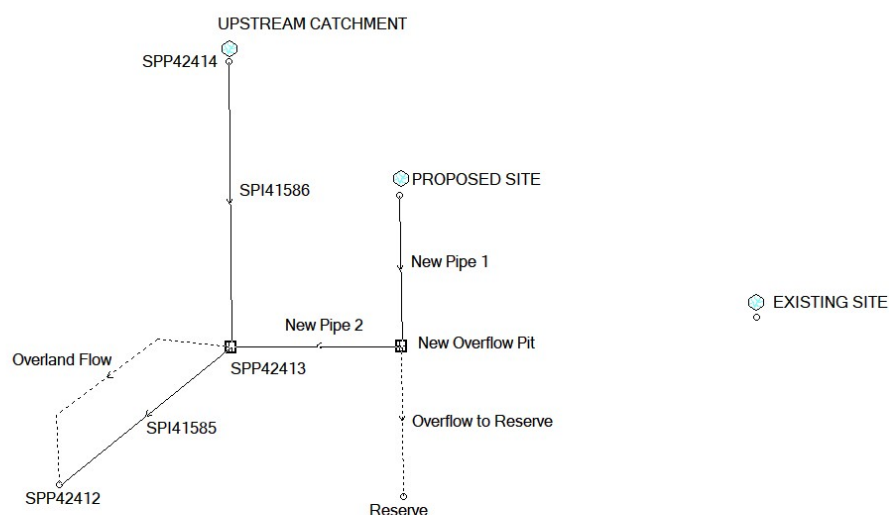 UPSTREAM CATCHMENT
SPP42414
SPI41586
PROPOSED SITE
New Pipe 1
EXISTING SITE
New Pipe 2
New Overflow Pit
Overland Flow
SPP42413
SPI41585
Overflow to Reserve
SPP42412
Reserve